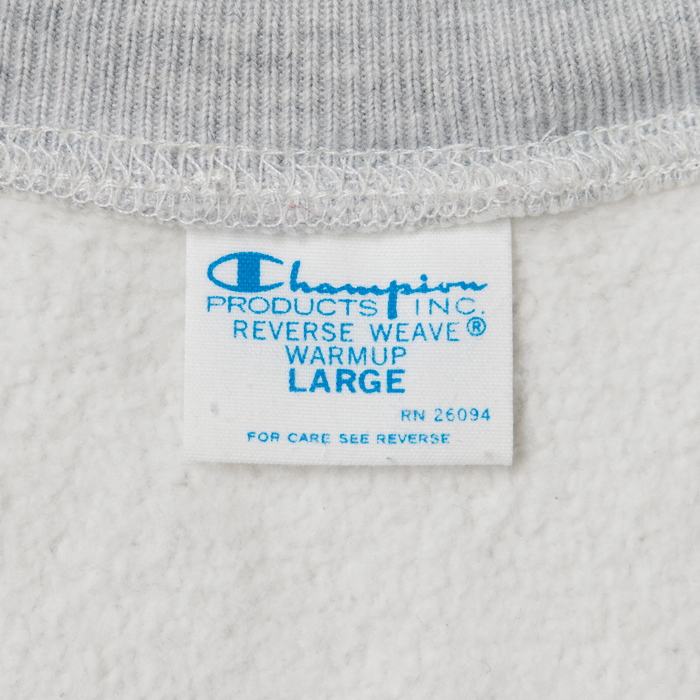 Champion
PRODUCTS INC.
REVERSE WEAVE®
WARMUP
LARGE
RN 26094
FOR CARE SEE REVERSE